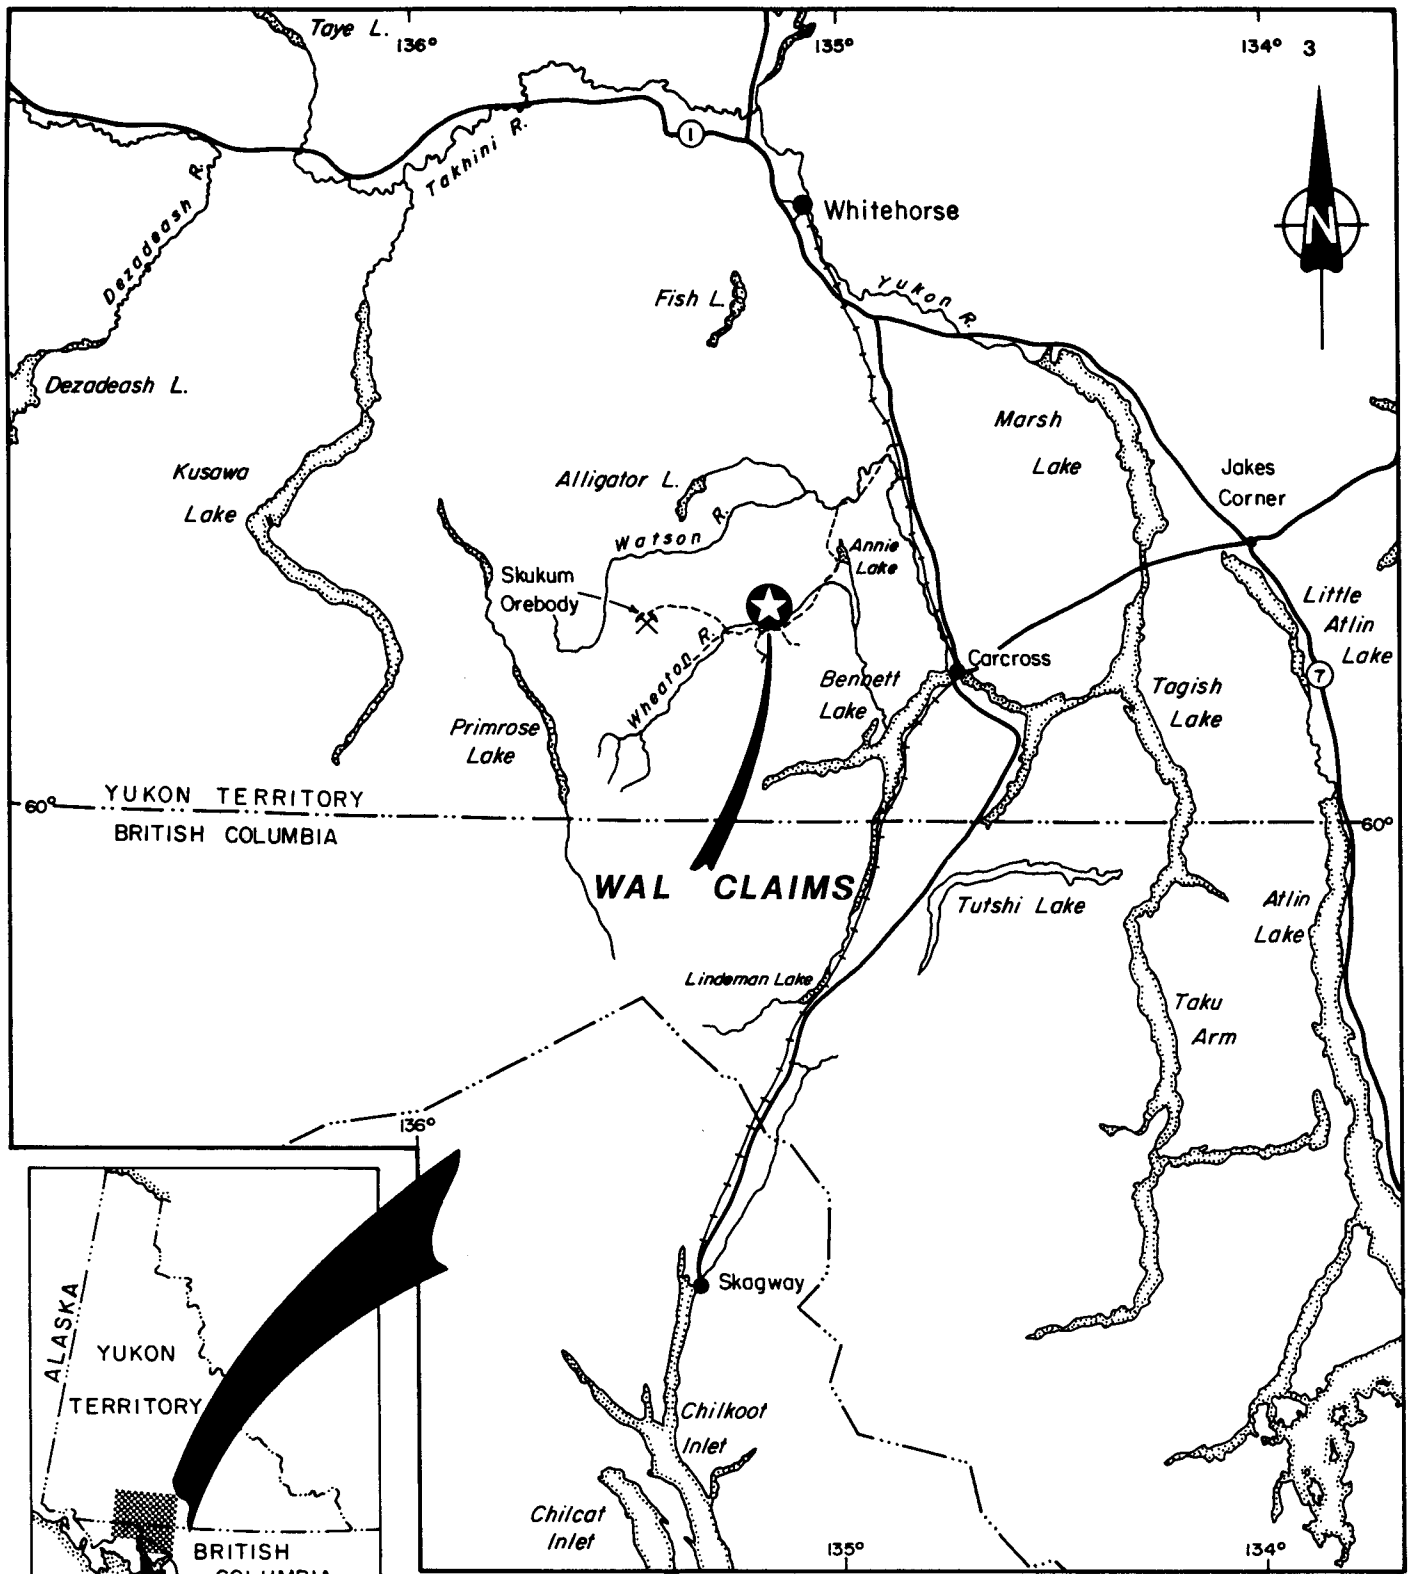 Taye L.
136°
135°
134°
3
Takhini R.
1
Dezadeash R.
Whitehorse
N
Yukon R.
Fish L.
Dezadeash L.
Marsh
Lake
Jakes
Corner
Kusawa
Lake
Alligator L.
Watson R.
Annie
Lake
Skukum
Orebody
Little
Atlin
Lake
7
Wheaton R.
Bennett
Lake
Carcross
Tagish
Lake
Primrose
Lake
60°
YUKON TERRITORY
BRITISH COLUMBIA
60°
WAL CLAIMS
Tutshi Lake
Atlin
Lake
Lindeman Lake
Taku
Arm
136°
Skagway
ALASKA
YUKON
TERRITORY
Chilkoot
Inlet
Chilcat
Inlet
BRITISH
COLUMBIA
135°
134°